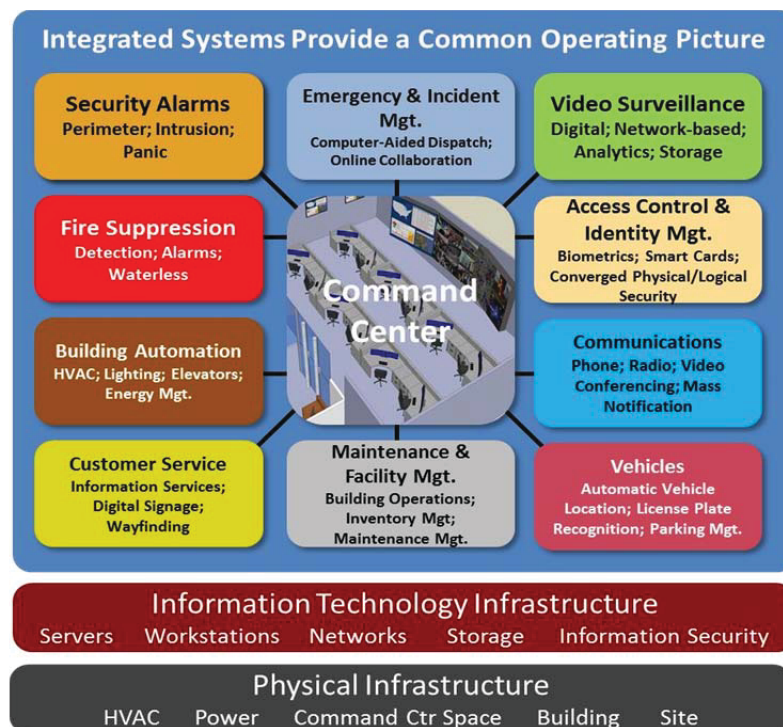 Integrated Systems Provide a Common Operating Picture
Security Alarms
Perimeter; Intrusion;
Panic
Emergency & Incident
Mgt.
Computer-Aided Dispatch;
Online Collaboration
Video Surveillance
Digital; Network-based;
Analytics; Storage
Fire Suppression
Detection; Alarms;
Waterless
Command
Center
Access Control &
Identity Mgt.
Biometrics; Smart Cards;
Converged Physical/Logical
Security
Building Automation
HVAC; Lighting; Elevators;
Energy Mgt.
Communications
Phone; Radio; Video
Conferencing; Mass
Notification
Customer Service
Information Services;
Digital Signage;
Wayfinding
Maintenance &
Facility Mgt.
Building Operations;
Inventory Mgt;
Maintenance Mgt.
Vehicles
Automatic Vehicle
Location; License Plate
Recognition; Parking Mgt.
Information Technology Infrastructure
Servers Workstations Networks Storage Information Security
Physical Infrastructure
HVAC Power Command Ctr Space Building Site